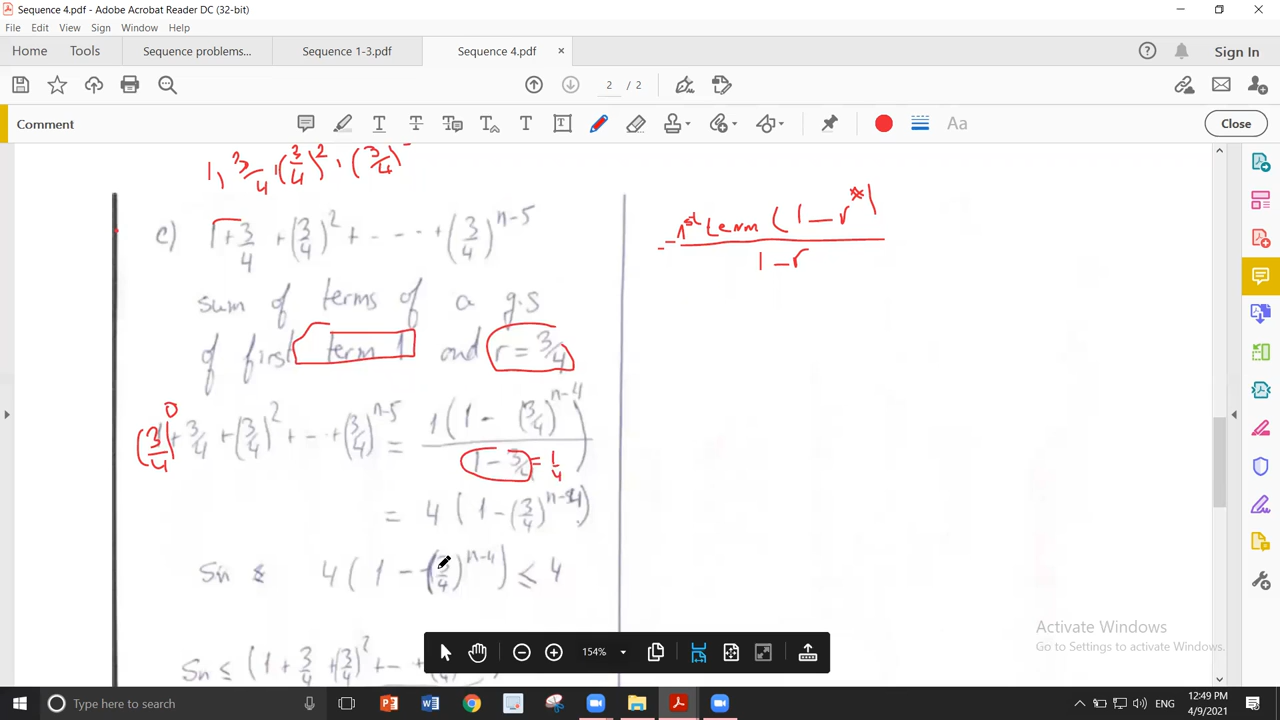 Sequence 4.pdf - Adobe Acrobat Reader DC (32-bit)
File Edit View Sign Window Help
Home Tools Sequence problems... Sequence 1-3.pdf Sequence 4.pdf × Sign In
2 / 2
Comment Aa Close
1, 3/4, (3/4)^2, (3/4)
c) 1 + 3/4 + (3/4)^2 + - - - - + (3/4)^n-5
sum of terms of a g.s
of first term 1 and r = 3/4
(3/4)^0 + 3/4 + (3/4)^2 + - - + (3/4)^n-5 = 1(1 - (3/4)^n-4) / 1 - 3/4 = 1/4
= 4 (1 - (3/4)^n-4)
Sn ≤ 4 (1 - (3/4)^n-4) ≤ 4
Sn ≤ (1 + 3/4 + (3/4)^2 + - - +
= 1st term (1 - r^*) / 1 - r
154%
Activate Windows
Go to Settings to activate Windows.
Type here to search
ENG
12:49 PM
4/9/2021